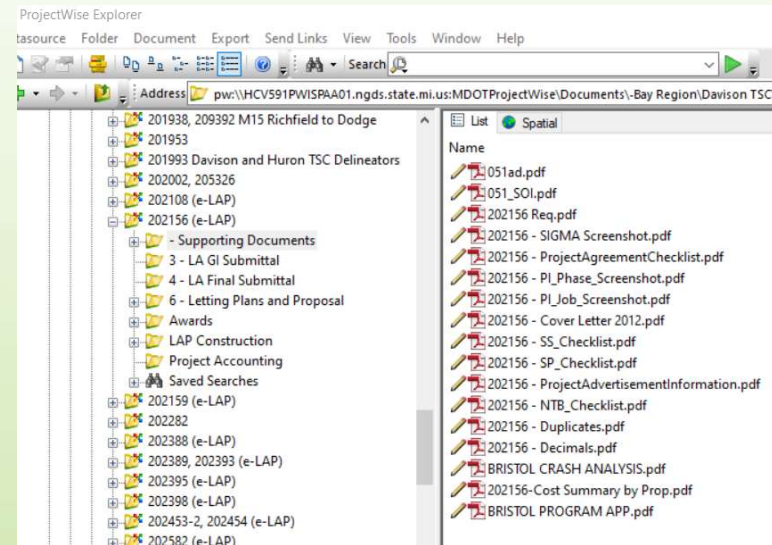 ProjectWise Explorer
tasource Folder Document Export Send Links View Tools Window Help
Search
Address pw:\\HCV591PWISPAA01.ngds.state.mi.us:MDOTProjectWise\Documents\-Bay Region\Davison TSC
201938, 209392 M15 Richfield to Dodge
201953
201993 Davison and Huron TSC Delineators
202002, 205326
202108 (e-LAP)
202156 (e-LAP)
- Supporting Documents
3 - LA GI Submittal
4 - LA Final Submittal
6 - Letting Plans and Proposal
Awards
LAP Construction
Project Accounting
Saved Searches
202159 (e-LAP)
202282
202388 (e-LAP)
202389, 202393 (e-LAP)
202395 (e-LAP)
202398 (e-LAP)
202453-2, 202454 (e-LAP)
202582 (e-LAP)
List Spatial
Name
051ad.pdf
051_SOI.pdf
202156 Req.pdf
202156 - SIGMA Screenshot.pdf
202156 - ProjectAgreementChecklist.pdf
202156 - PI_Phase_Screenshot.pdf
202156 - PI_Job_Screenshot.pdf
202156 - Cover Letter 2012.pdf
202156 - SS_Checklist.pdf
202156 - SP_Checklist.pdf
202156 - ProjectAdvertisementInformation.pdf
202156 - NTB_Checklist.pdf
202156 - Duplicates.pdf
202156 - Decimals.pdf
BRISTOL CRASH ANALYSIS.pdf
202156-Cost Summary by Prop.pdf
BRISTOL PROGRAM APP.pdf